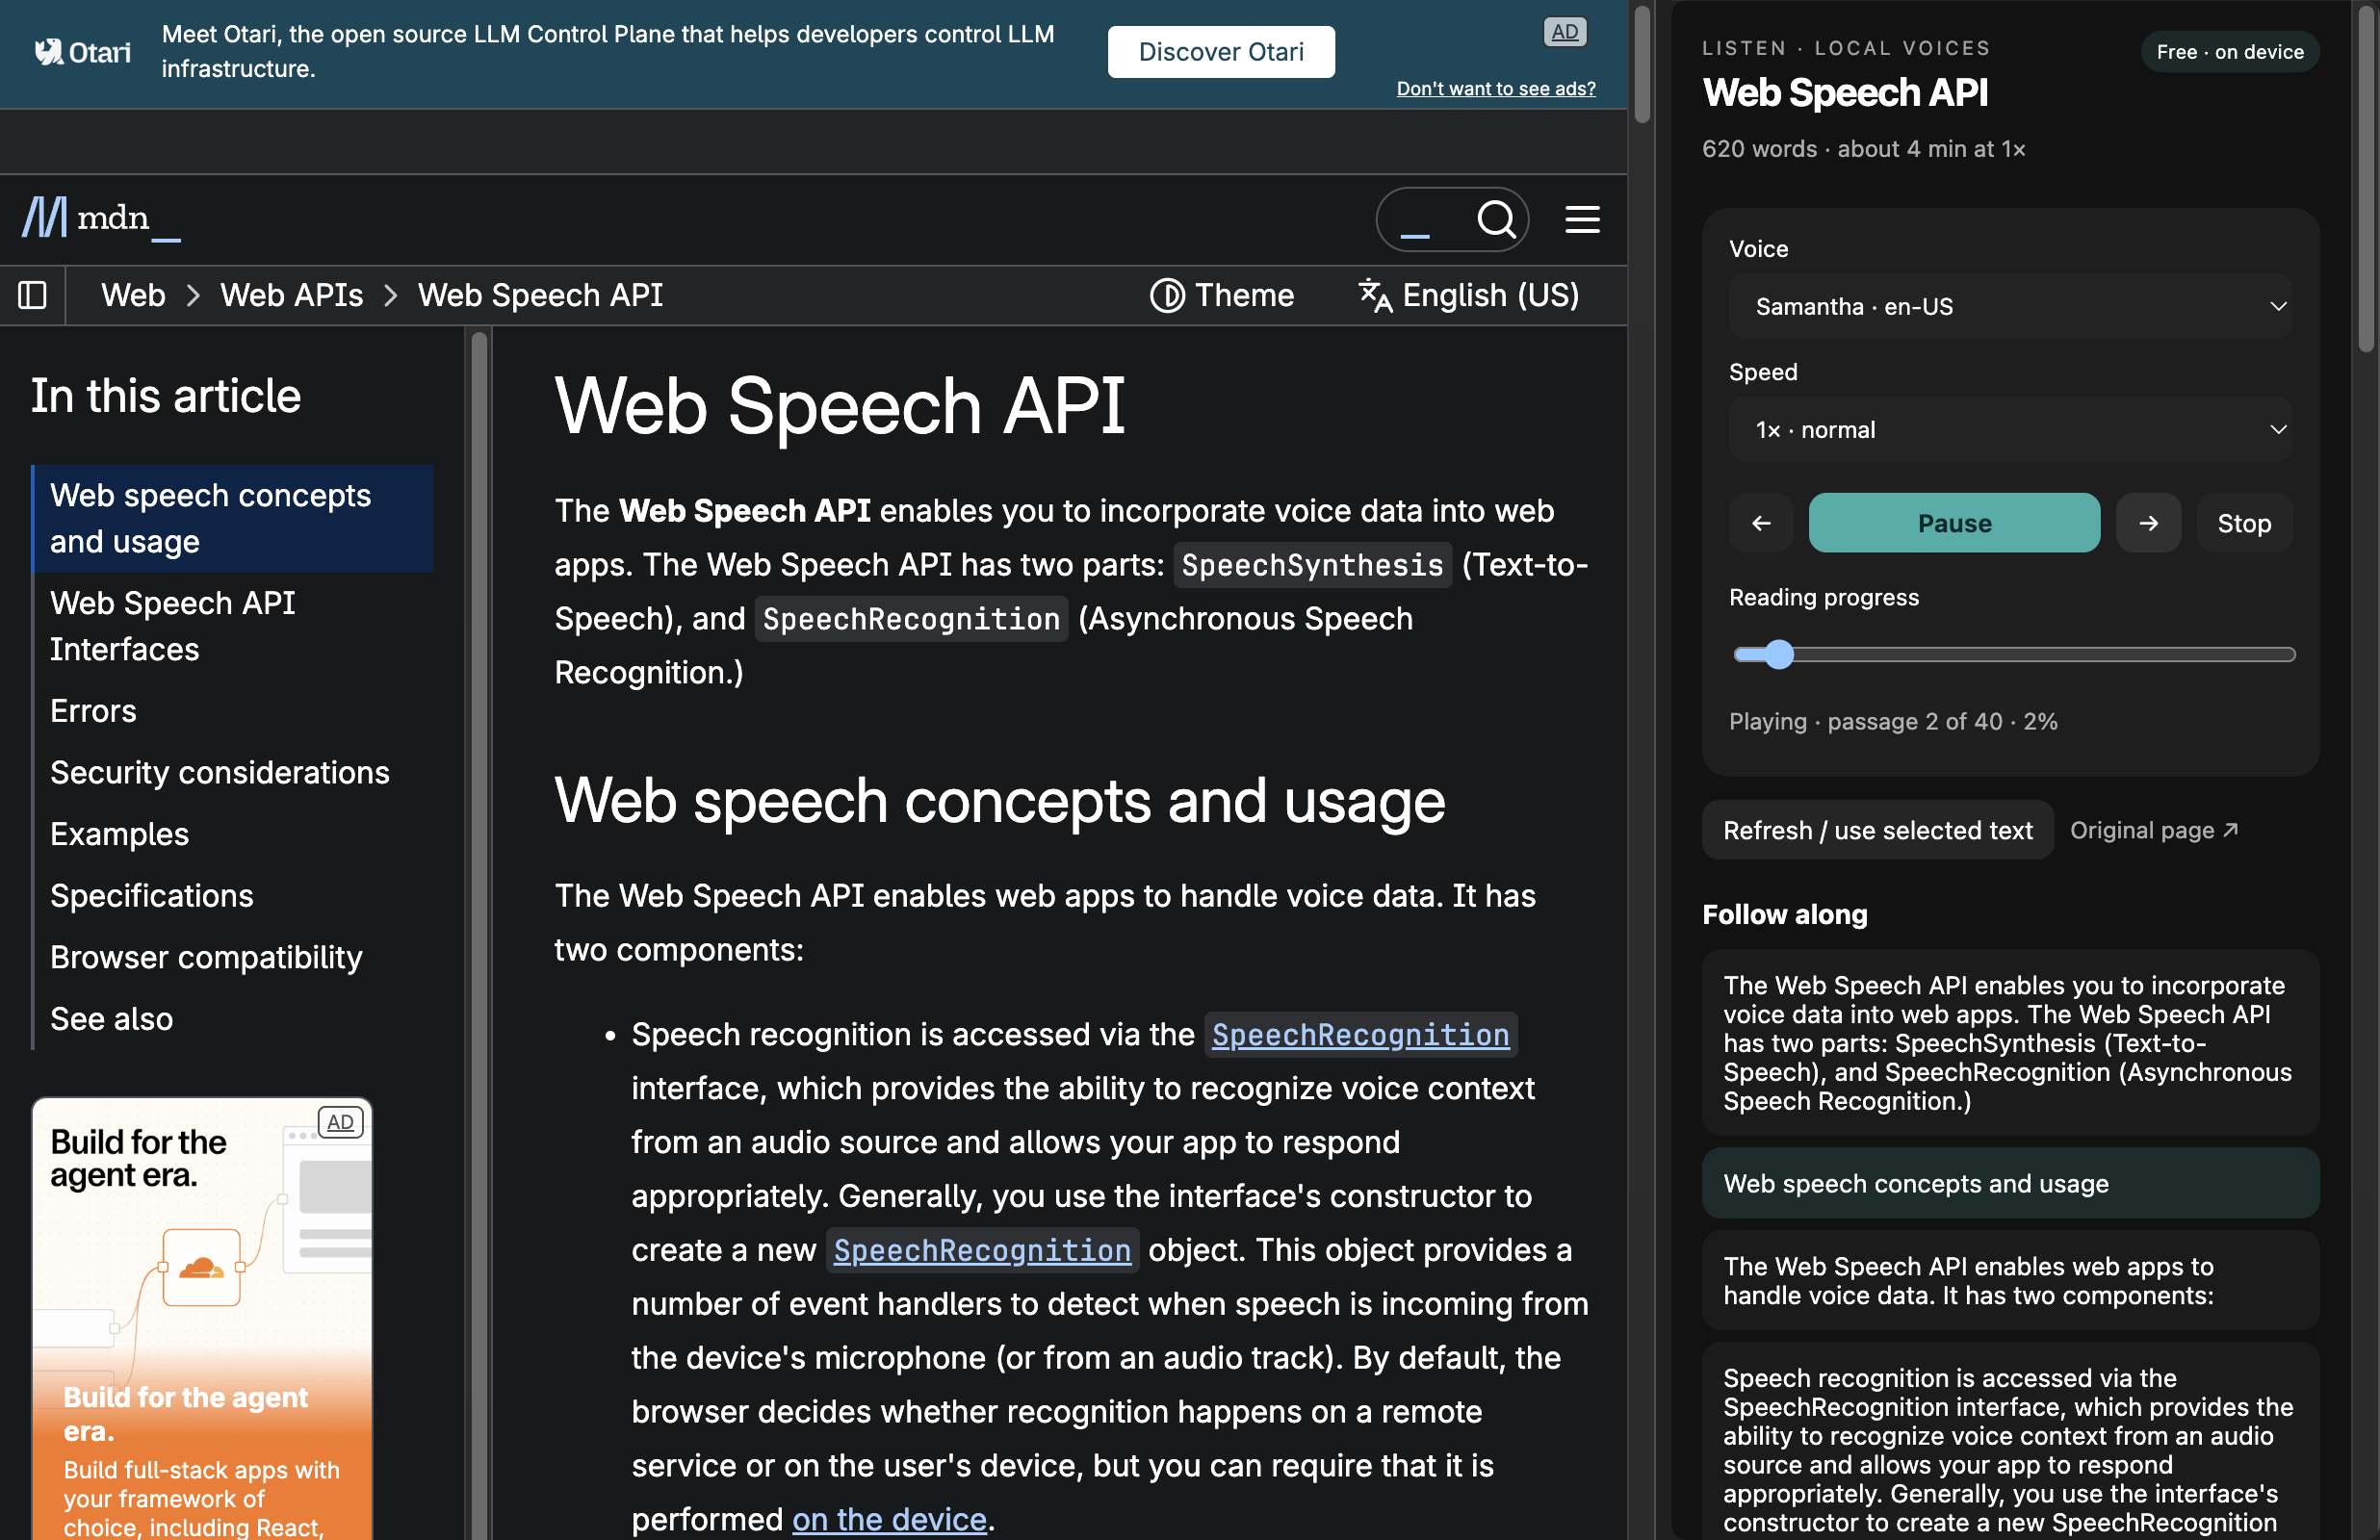 Otari
Meet Otari, the open source LLM Control Plane that helps developers control LLM
infrastructure.
Discover Otari
AD
Don't want to see ads?
mdn_
Web > Web APIs > Web Speech API
Theme
English (US)
In this article
Web speech concepts
and usage
Web Speech API
Interfaces
Errors
Security considerations
Examples
Specifications
Browser compatibility
See also
AD
Build for the
agent era.
Build for the agent
era.
Build full-stack apps with
your framework of
choice, including React,
Web Speech API
The Web Speech API enables you to incorporate voice data into web
apps. The Web Speech API has two parts: SpeechSynthesis (Text-to-
Speech), and SpeechRecognition (Asynchronous Speech
Recognition.)
Web speech concepts and usage
The Web Speech API enables web apps to handle voice data. It has
two components:
• Speech recognition is accessed via the SpeechRecognition
interface, which provides the ability to recognize voice context
from an audio source and allows your app to respond
appropriately. Generally, you use the interface's constructor to
create a new SpeechRecognition object. This object provides a
number of event handlers to detect when speech is incoming from
the device's microphone (or from an audio track). By default, the
browser decides whether recognition happens on a remote
service or on the user's device, but you can require that it is
performed on the device.
LISTEN · LOCAL VOICES
Free · on device
Web Speech API
620 words · about 4 min at 1×
Voice
Samantha · en-US
Speed
1× · normal
← Pause → Stop
Reading progress
Playing · passage 2 of 40 · 2%
Refresh / use selected text
Original page ↗
Follow along
The Web Speech API enables you to incorporate
voice data into web apps. The Web Speech API
has two parts: SpeechSynthesis (Text-to-
Speech), and SpeechRecognition (Asynchronous
Speech Recognition.)
Web speech concepts and usage
The Web Speech API enables web apps to
handle voice data. It has two components:
Speech recognition is accessed via the
SpeechRecognition interface, which provides the
ability to recognize voice context from an audio
source and allows your app to respond
appropriately. Generally, you use the interface's
constructor to create a new SpeechRecognition